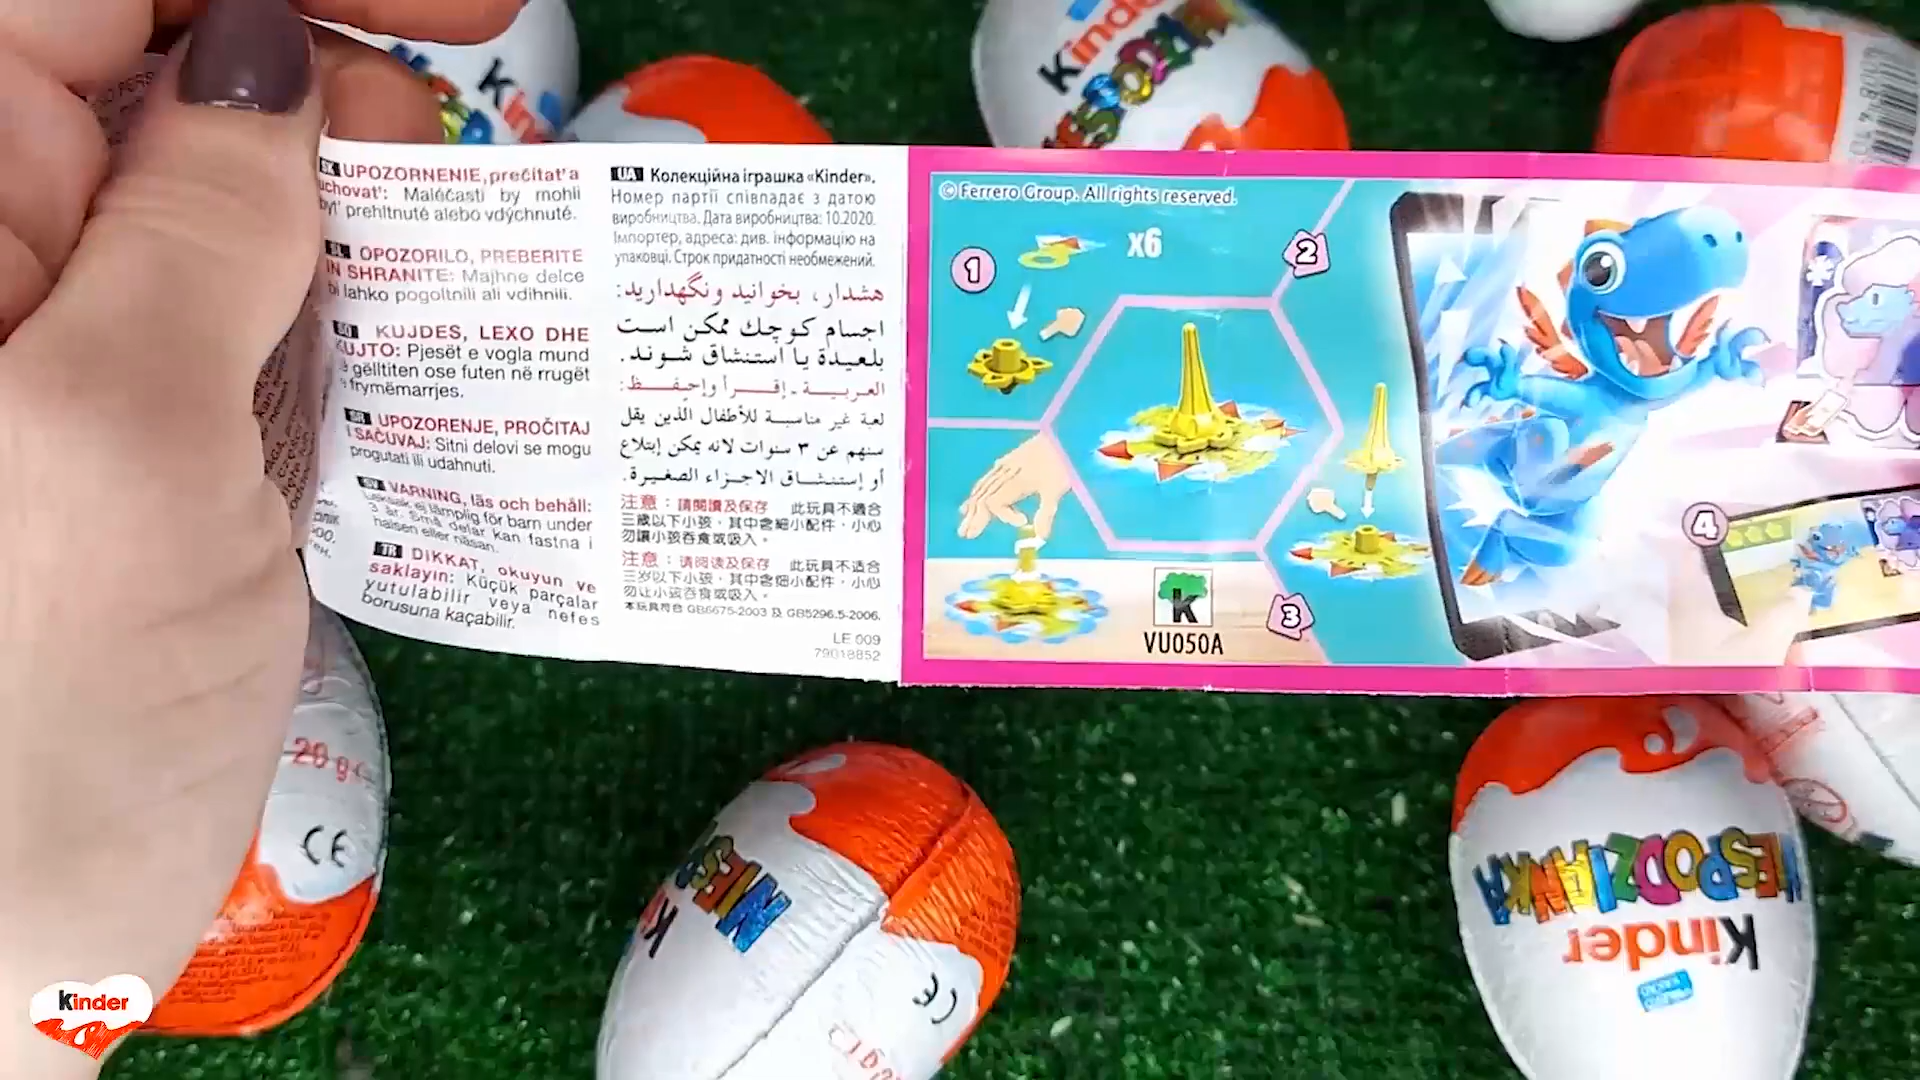 SK UPOZORNENIE, prečítať a
uchovať: Maléčasti by mohli
byť prehltnuté alebo vdýchnuté.
SL OPOZORILO, PREBERITE
IN SHRANITE: Majhne delce
bi lahko pogoltnili ali vdihnili.
KUJDES, LEXO DHE
KUJTO: Pjesët e vogla mund
gëlltiten ose futen në rrugët
frymëmarrjes.
SR UPOZORENJE, PROČITAJ
I SAČUVAJ: Sitni delovi se mogu
progutati ili udahnuti.
SV VARNING, läs och behåll:
Leksak ej lämplig för barn under
3 år. Små delar kan fastna i
halsen eller näsan.
TR DİKKAT, okuyun ve
saklayın: Küçük parçalar
yutulabilir veya nefes
borusuna kaçabilir.
UA Колекційна іграшка «Kinder».
Номер партії співпадає з датою
виробництва. Дата виробництва: 10.2020.
Імпортер, адреса: див. інформацію на
упаковці. Строк придатності необмежений.
هشدار، بخوانید ونگهدارید:
اجسام کوچك ممکن است
بلعیدة یا استنشاق شوند.
العربية - إقرأ وإحفظ:
لعبة غير مناسبة للأطفال الذين يقل
سنهم عن ٣ سنوات لانه يمكن إبتلاع
أو إستنشاق الاجزاء الصغيرة.
注意：請閱讀及保存 此玩具不適合
三歲以下小孩，其中含細小配件，小心
勿讓小孩吞食或吸入。
注意：请阅读及保存 此玩具不适合
三岁以下小孩，其中含细小配件，小心
勿让小孩吞食或吸入。
本玩具符合 GB6675-2003 及 GB5296.5-2006.
LE 009
79018852
© Ferrero Group. All rights reserved.
1
x6
2
3
4
K
VU050A
Kinder
Kinder
NIESPODZIANKA
Kinder
20 g
CE
CE
Kinder